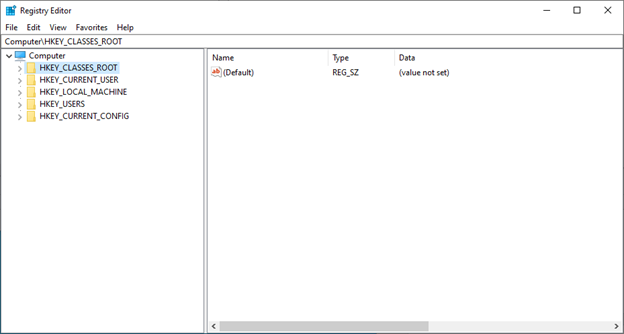 Registry Editor
File Edit View Favorites Help
Computer\HKEY_CLASSES_ROOT
Computer
HKEY_CLASSES_ROOT
HKEY_CURRENT_USER
HKEY_LOCAL_MACHINE
HKEY_USERS
HKEY_CURRENT_CONFIG
Name Type Data
ab (Default) REG_SZ (value not set)